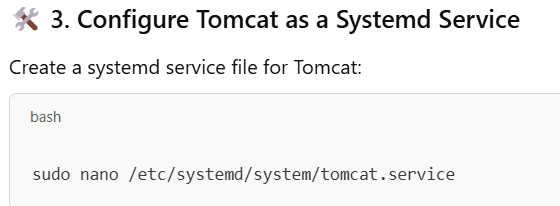 🛠 3. Configure Tomcat as a Systemd Service
Create a systemd service file for Tomcat:
bash
sudo nano /etc/systemd/system/tomcat.service